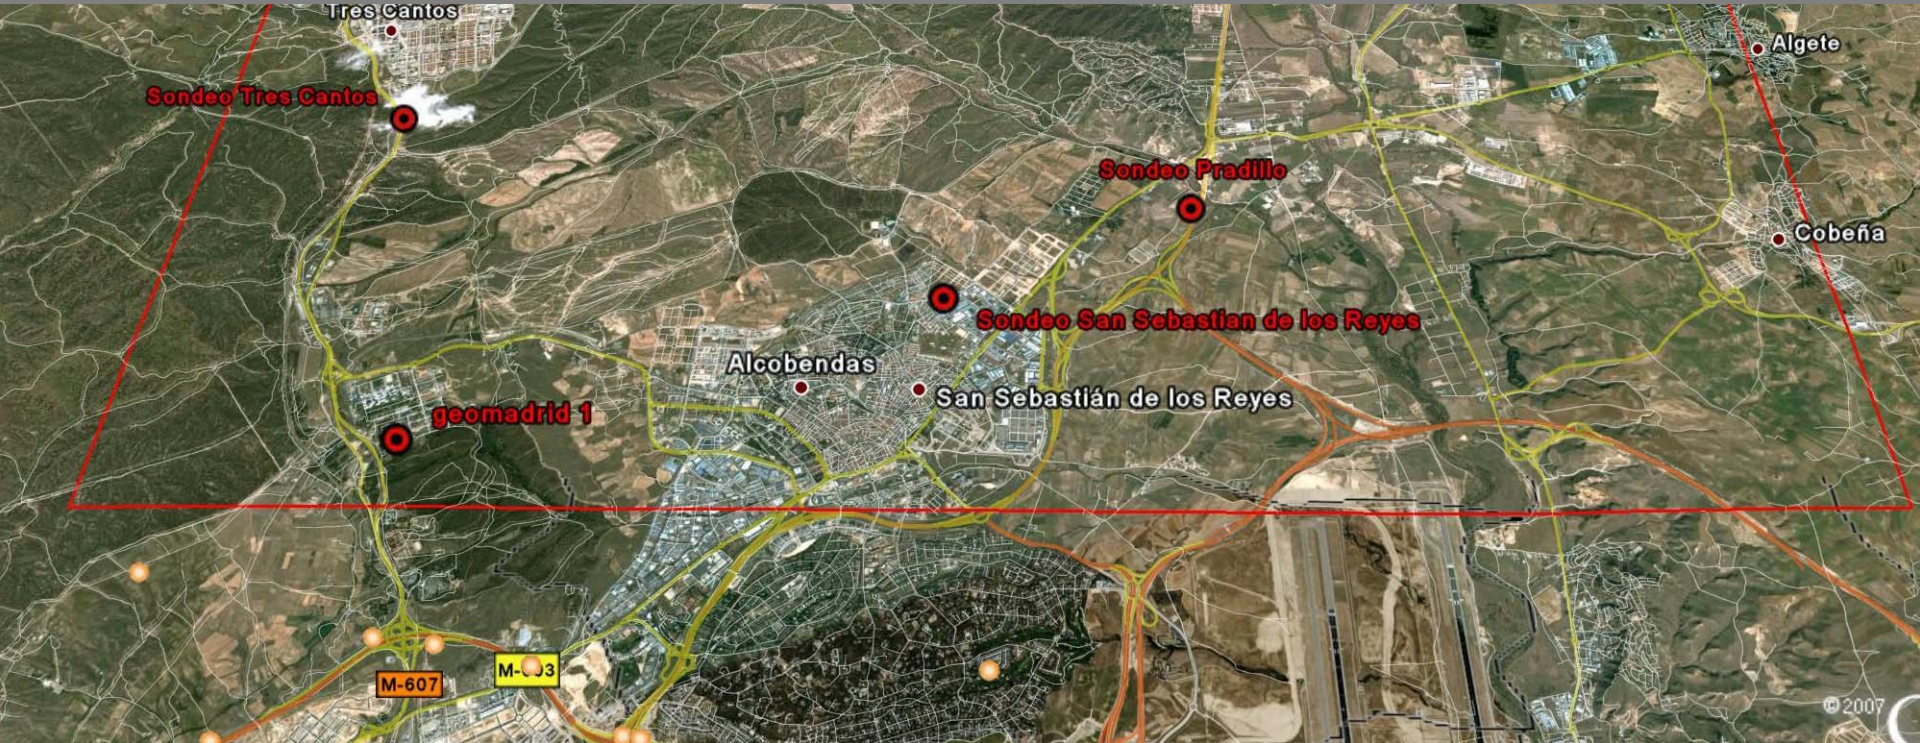 Tres Cantos
Algete
Sondeo Tres Cantos
Sondeo Pradillo
Cobeña
Sondeo San Sebastian de los Reyes
Alcobendas
San Sebastián de los Reyes
geomadrid 1
M-607
© 2007